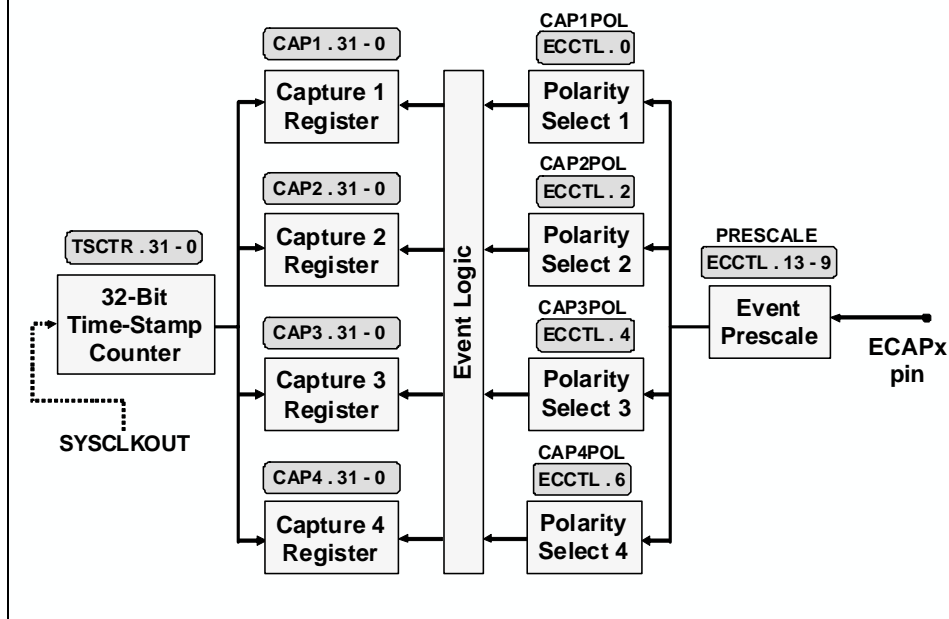 CAP1POL
CAP1 . 31 - 0
ECCTL . 0
Capture 1
Register
Polarity
Select 1
CAP2POL
CAP2 . 31 - 0
ECCTL . 2
Capture 2
Register
Polarity
Select 2
TSCTR . 31 - 0
32-Bit
Time-Stamp
Counter
SYSCLKOUT
Event Logic
PRESCALE
ECCTL . 13 - 9
Event
Prescale
ECAPx
pin
CAP3POL
CAP3 . 31 - 0
ECCTL . 4
Capture 3
Register
Polarity
Select 3
CAP4POL
CAP4 . 31 - 0
ECCTL . 6
Capture 4
Register
Polarity
Select 4